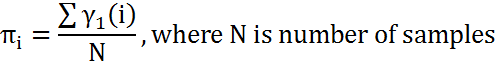 πᵢ = ∑ γ₁(i) / N , where N is number of samples